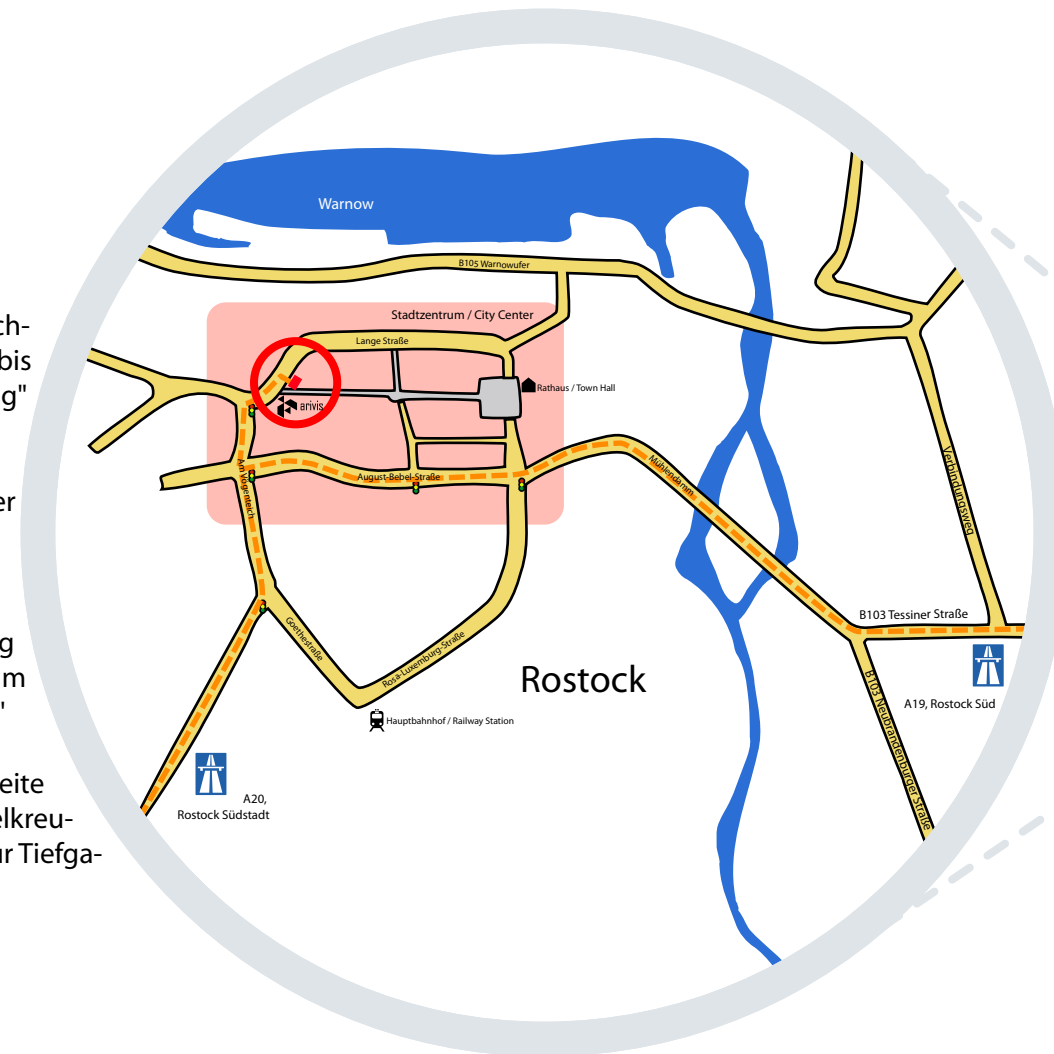 ch-
bis
g"
er
g
m
"
eite
elkreu-
ur Tiefga-
Warnow
B105 Warnowufer
Stadtzentrum / City Center
Lange Straße
Rathaus / Town Hall
arivis
August-Bebel-Straße
Am Vögenteich
Mühlendamm
Verbindungsweg
B103 Tessiner Straße
Goethestraße
Rosa-Luxemburg-Straße
Rostock
A19, Rostock Süd
B103 Neubrandenburger Straße
Hauptbahnhof / Railway Station
A20,
Rostock Südstadt